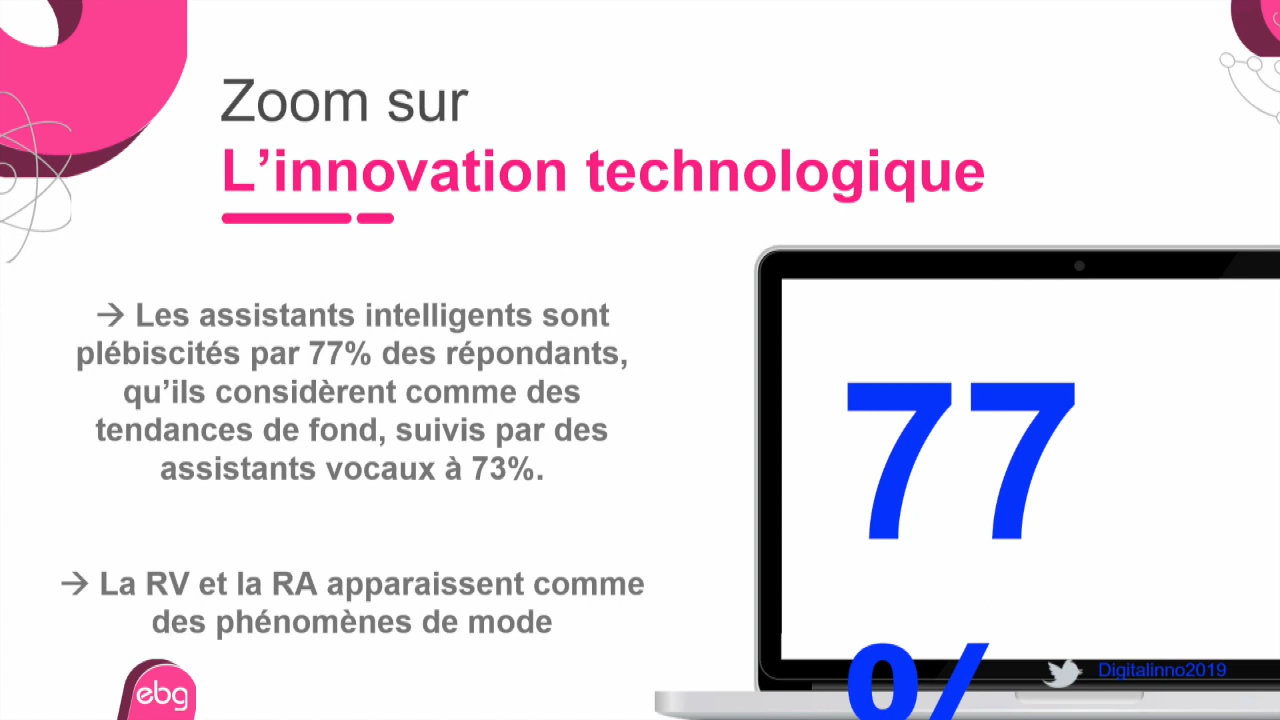 Zoom sur
L’innovation technologique
→ Les assistants intelligents sont
plébiscités par 77% des répondants,
qu’ils considèrent comme des
tendances de fond, suivis par des
assistants vocaux à 73%.
→ La RV et la RA apparaissent comme
des phénomènes de mode
77
%
Digitalinno2019
ebg